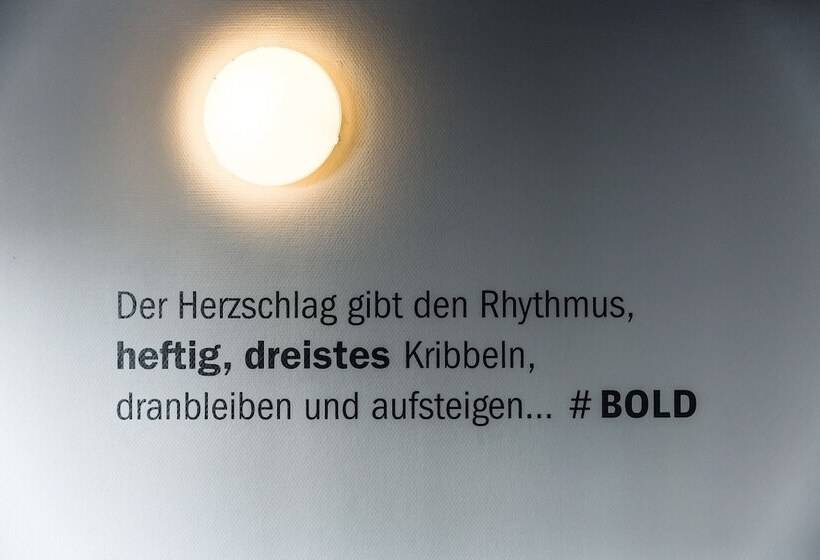 Der Herzschlag gibt den Rhythmus,
heftig, dreistes Kribbeln,
dranbleiben und aufsteigen... # BOLD